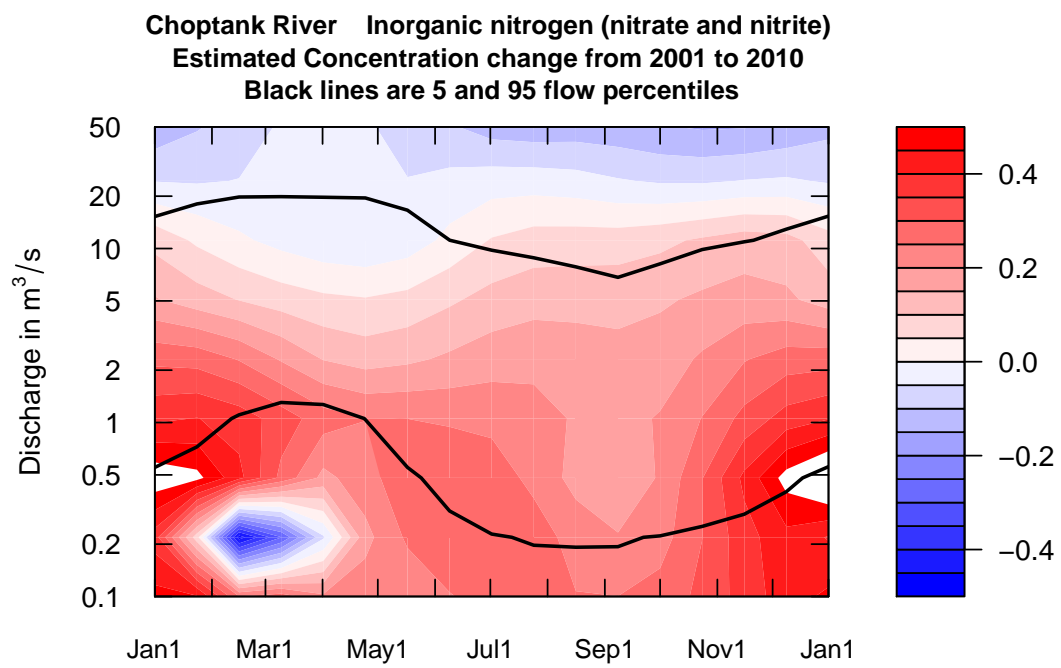 Choptank River Inorganic nitrogen (nitrate and nitrite)
Estimated Concentration change from 2001 to 2010
Black lines are 5 and 95 flow percentiles
Discharge in m³/s
50
20
10
5
2
1
0.5
0.2
0.1
Jan1 Mar1 May1 Jul1 Sep1 Nov1 Jan1
0.4
0.2
0.0
−0.2
−0.4